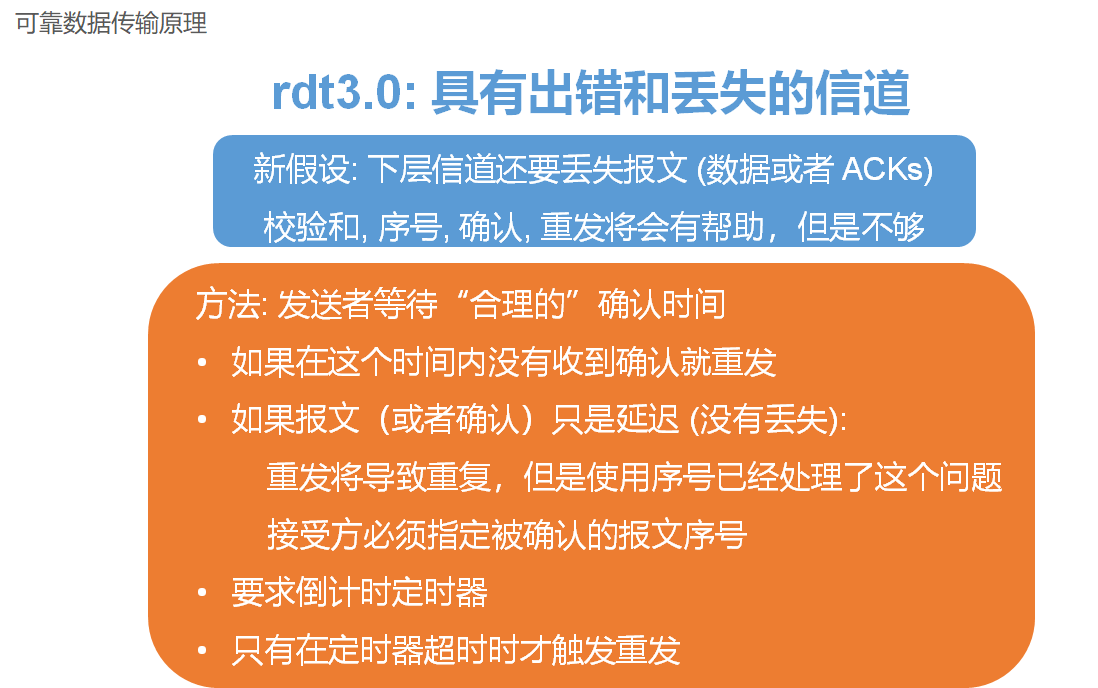 可靠数据传输原理
rdt3.0: 具有出错和丢失的信道
新假设: 下层信道还要丢失报文 (数据或者 ACKs)
校验和, 序号, 确认, 重发将会有帮助，但是不够
方法: 发送者等待“合理的”确认时间
• 如果在这个时间内没有收到确认就重发
• 如果报文（或者确认）只是延迟 (没有丢失):
重发将导致重复，但是使用序号已经处理了这个问题
接受方必须指定被确认的报文序号
• 要求倒计时定时器
• 只有在定时器超时时才触发重发